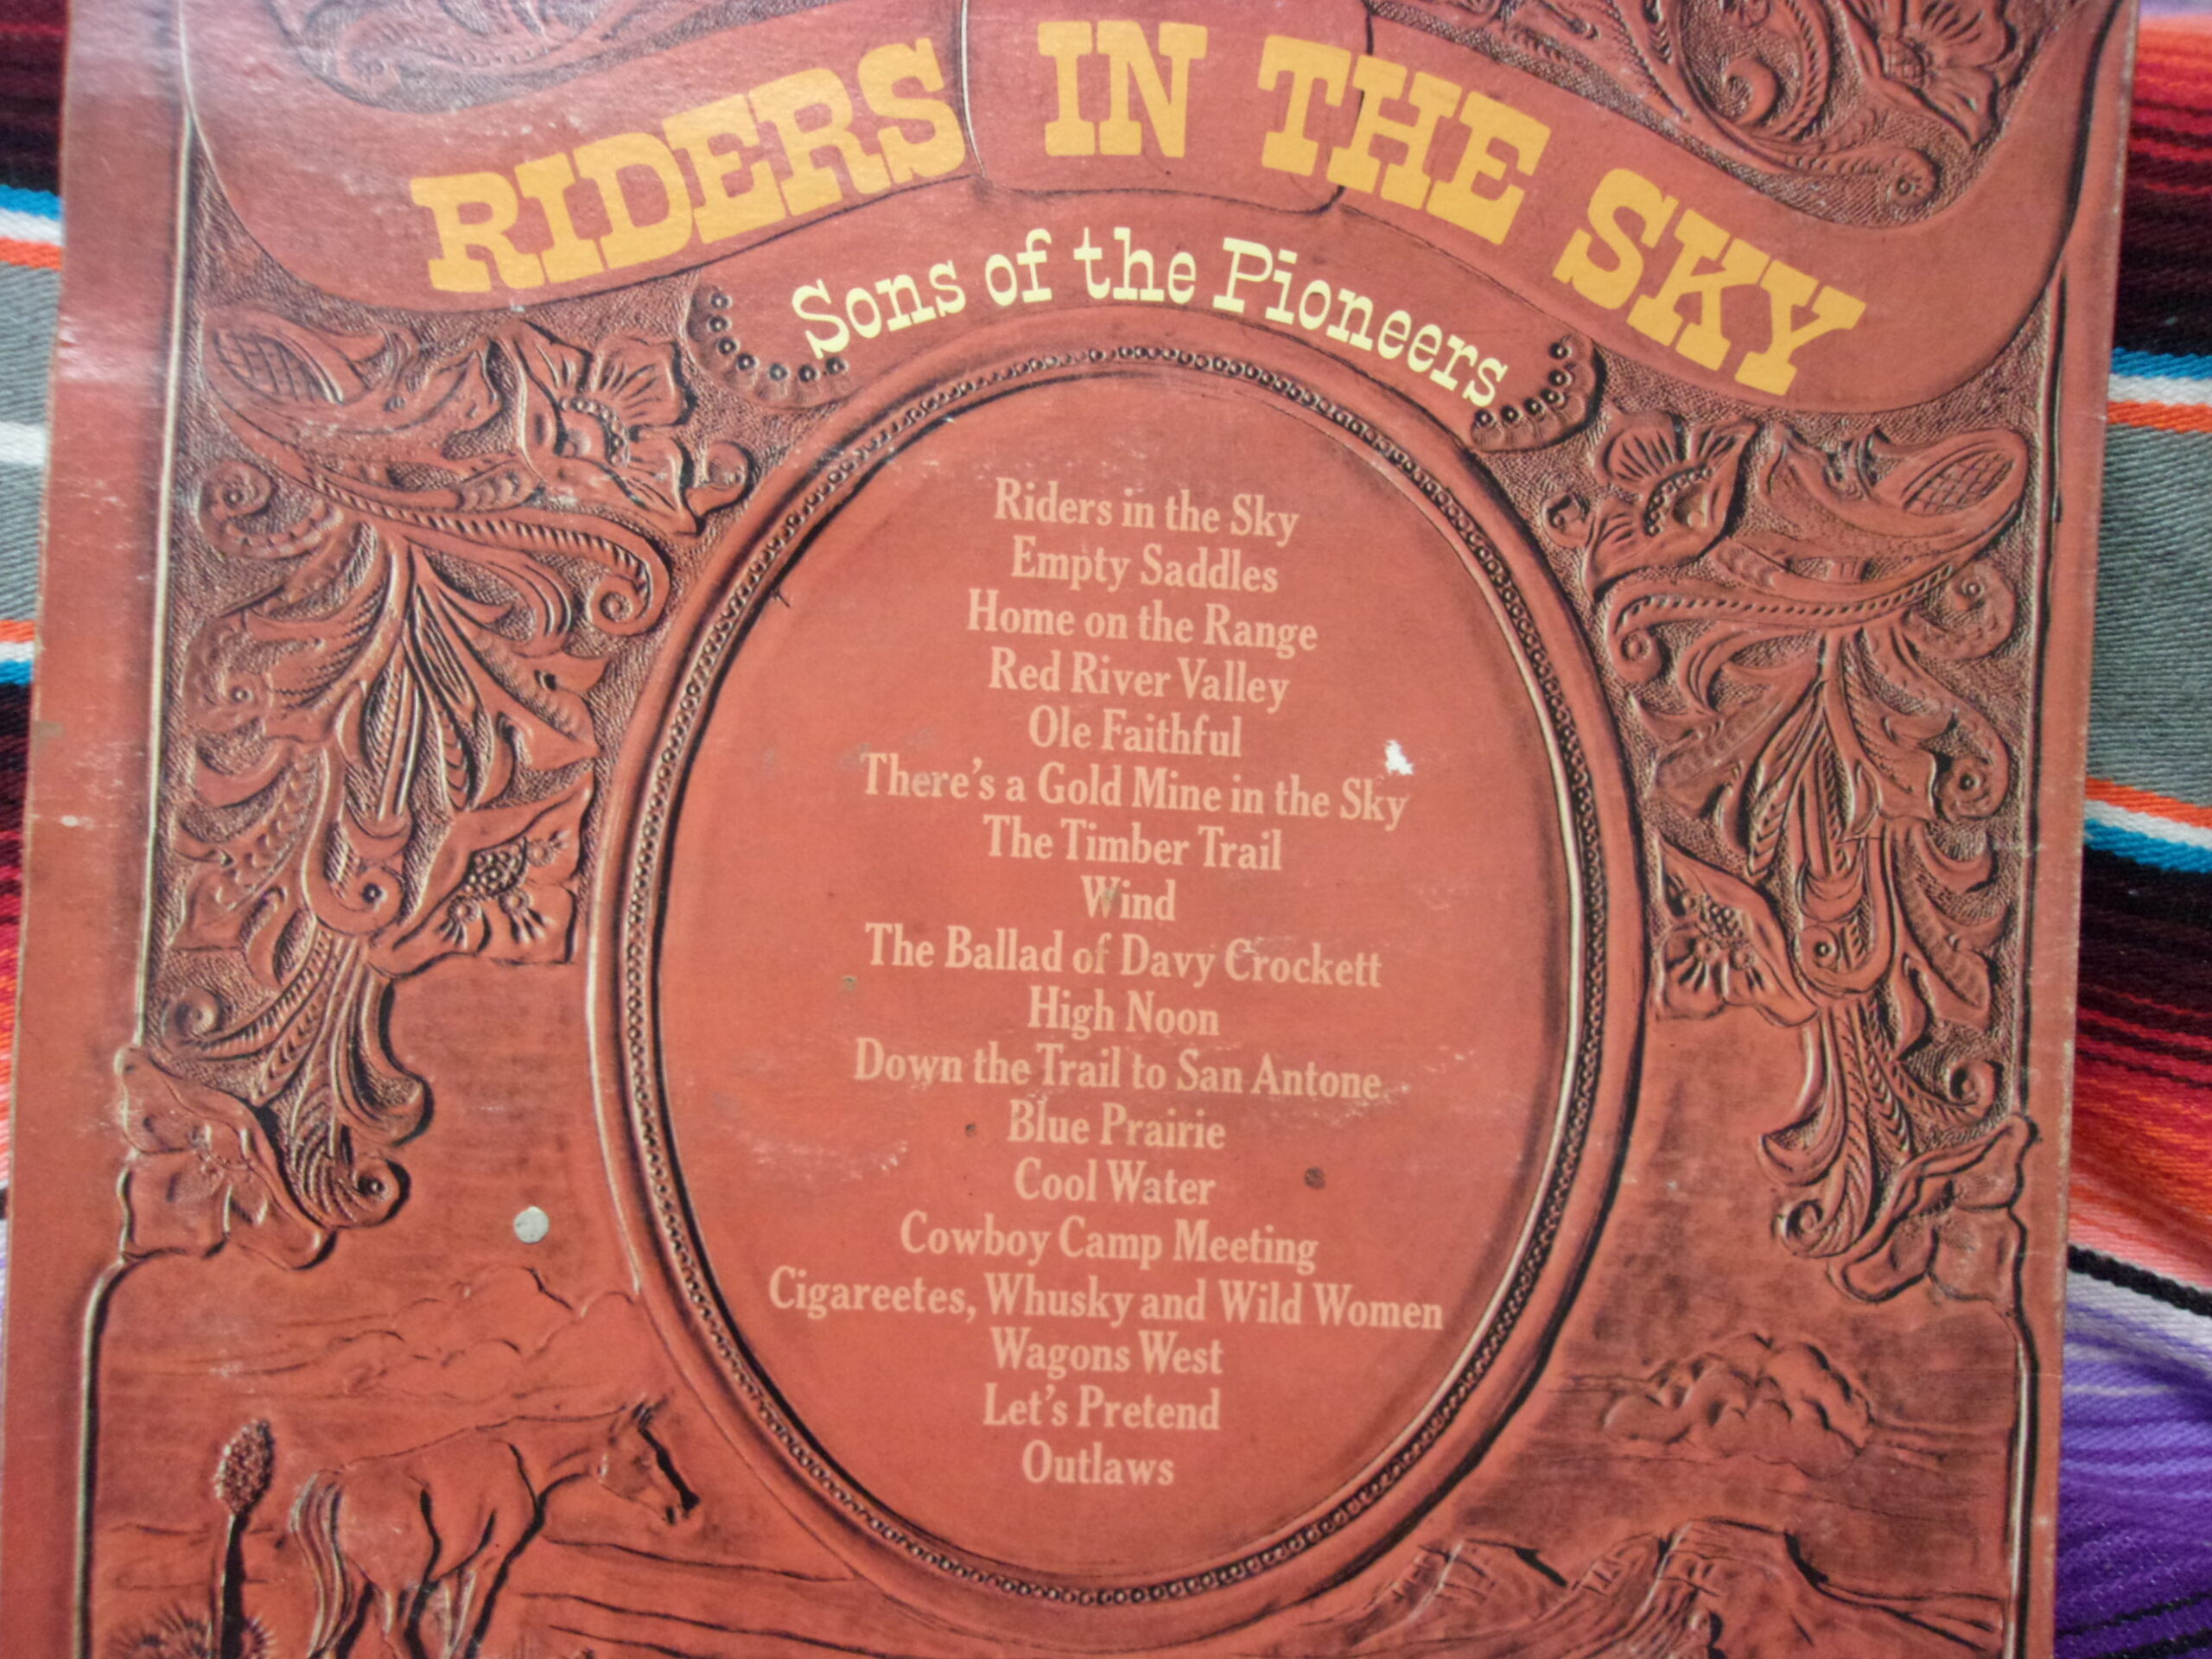 RIDERS IN THE SKY
Sons of the Pioneers
Riders in the Sky
Empty Saddles
Home on the Range
Red River Valley
Ole Faithful
There's a Gold Mine in the Sky
The Timber Trail
Wind
The Ballad of Davy Crockett
High Noon
Down the Trail to San Antone
Blue Prairie
Cool Water
Cowboy Camp Meeting
Cigareetes, Whusky and Wild Women
Wagons West
Let's Pretend
Outlaws